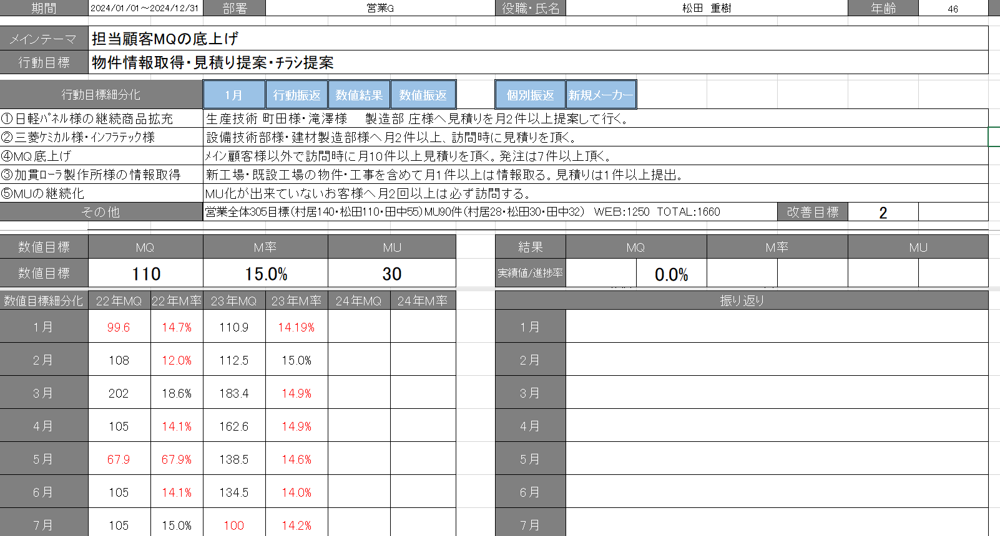 期間 2024/01/01～2024/12/31 部署 営業G 役職・氏名 松田 重樹 年齢 46
メインテーマ 担当顧客MQの底上げ
行動目標 物件情報取得・見積り提案・ﾁﾗｼ提案
行動目標細分化 1月 行動振返 数値結果 数値振返 個別振返 新規メーカー
①日軽ﾊﾟﾈﾙ様の継続商品拡充 生産技術 町田様・滝澤様 製造部 庄様へ見積りを月2件以上提案して行く。
②三菱ｹﾐｶﾙ様・ｲﾝﾌﾗﾃｯｸ様 設備技術部様・建材製造部様へ月2件以上、訪問時に見積りを頂く。
④MQ底上げ ﾒｲﾝ顧客様以外で訪問時に月10件以上見積りを頂く。発注は7件以上頂く。
③加貫ﾛｰﾗ製作所様の情報取得 新工場・既設工場の物件・工事を含めて月1件以上は情報取る。見積りは1件以上提出。
⑤MUの継続化 MU化が出来ていないお客様へ月2回以上は必ず訪問する。
その他 営業全体305目標（村居140・松田110・田中55）MU90件（村居28・松田30・田中32） WEB:1250 TOTAL:1660 改善目標 2
数値目標 MQ M率 MU 結果 MQ M率 MU
数値目標 110 15.0% 30 実績値/進捗率 0.0%
数値目標細分化 22年MQ 22年M率 23年MQ 23年M率 24年MQ 24年M率 振り返り
1月 99.6 14.7% 110.9 14.19% 1月
2月 108 12.0% 112.5 15.0% 2月
3月 202 18.6% 183.4 14.9% 3月
4月 105 14.1% 162.6 14.9% 4月
5月 67.9 67.9% 138.5 14.6% 5月
6月 105 14.1% 134.5 14.0% 6月
7月 105 15.0% 100 14.2% 7月